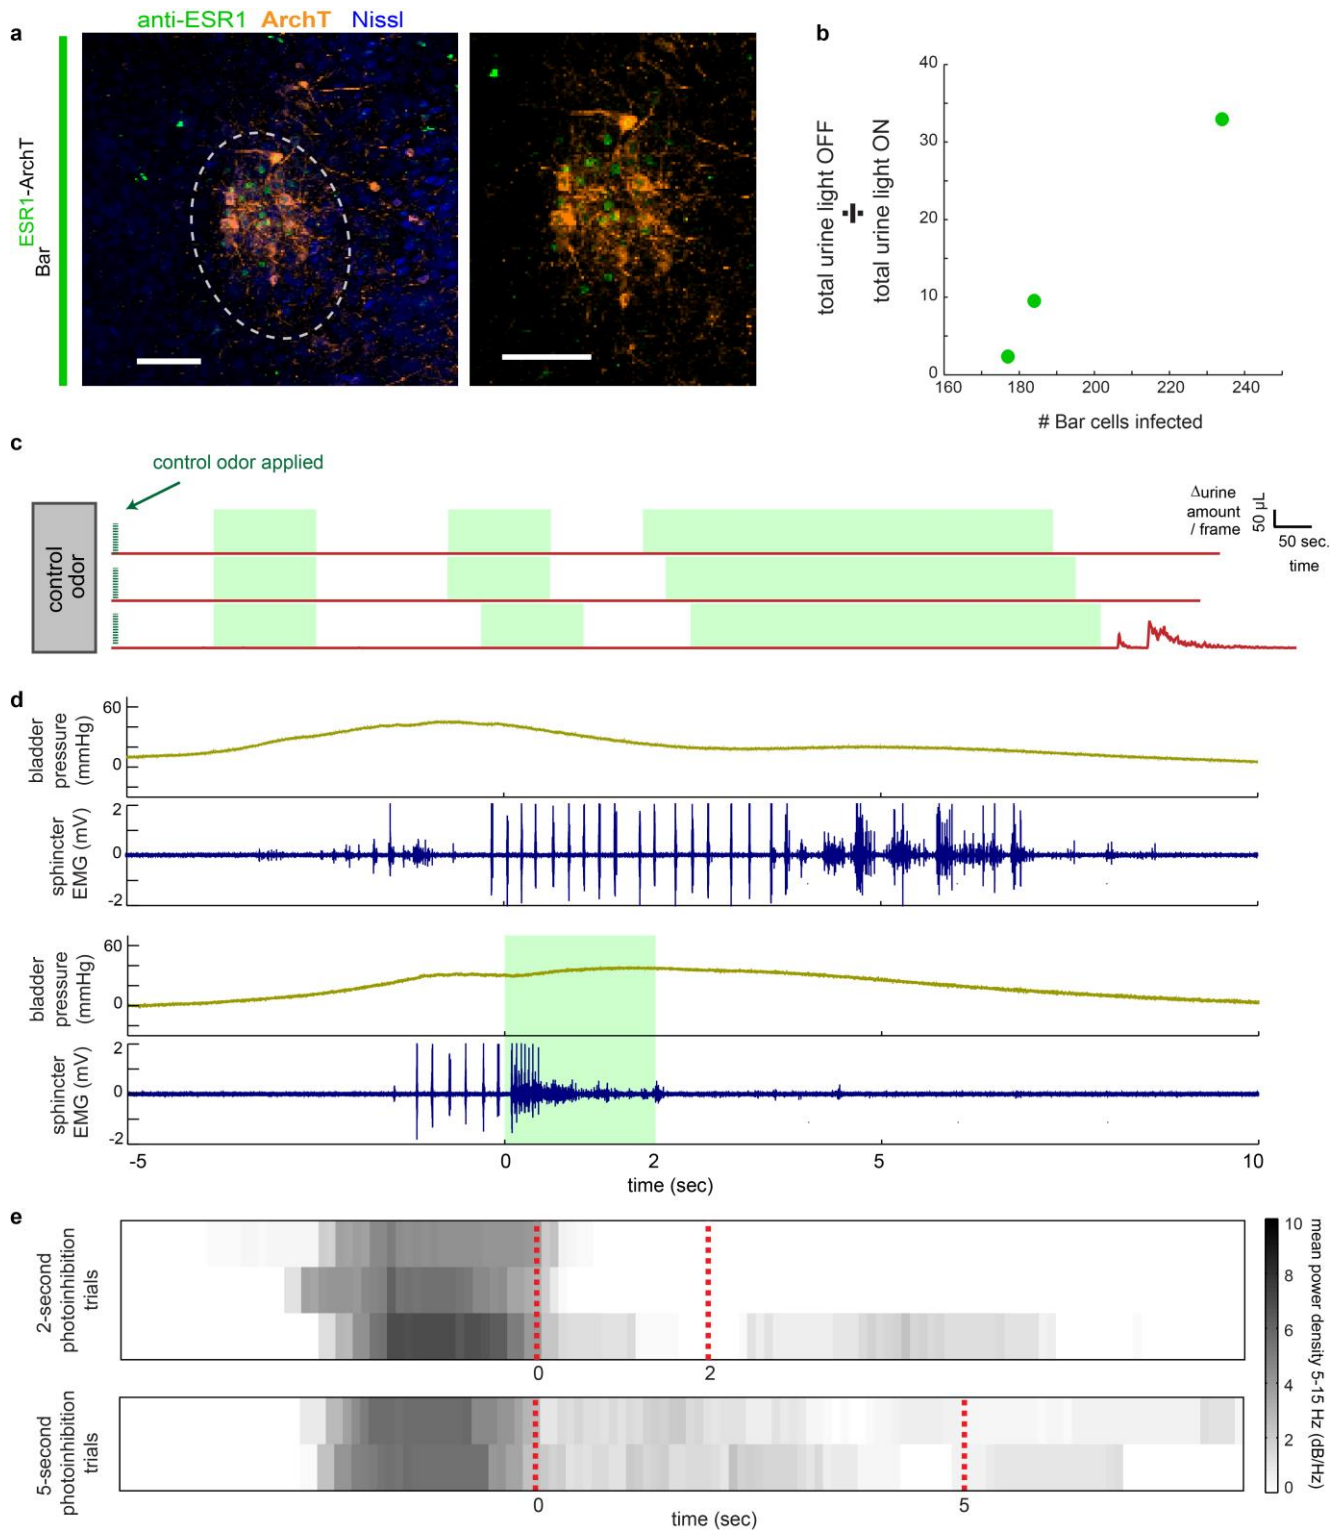 a
anti-ESR1 ArchT Nissl
ESR1-ArchT
Bar
b
total urine light OFF
÷
total urine light ON
40
30
20
10
0
160 180 200 220 240
# Bar cells infected
c
control odor applied
control
odor
Δurine
amount
/ frame
50 µL
50 sec.
time
d
bladder
pressure
(mmHg)
60
0
sphincter
EMG (mV)
2
0
-2
bladder
pressure
(mmHg)
60
0
sphincter
EMG (mV)
2
0
-2
-5 0 2 5 10
time (sec)
e
2-second
photoinhibition
trials
0 2
5-second
photoinhibition
trials
0 5
time (sec)
10
8
6
4
2
0
mean power density 5-15 Hz (dB/Hz)